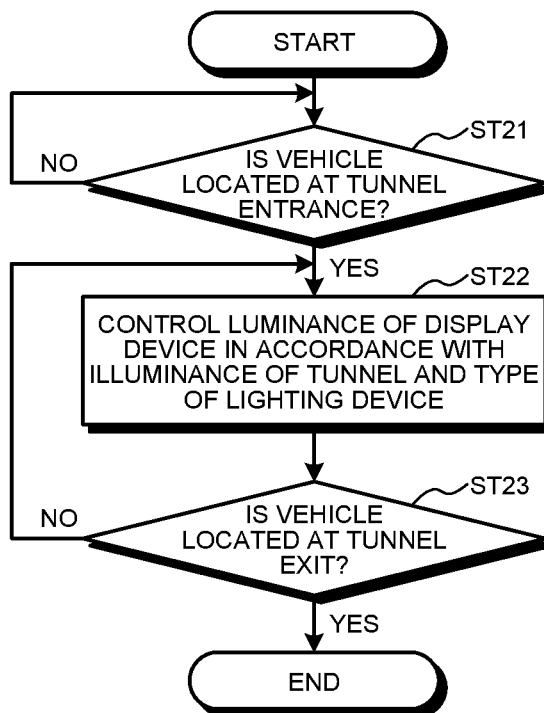 START
ST21
IS VEHICLE
LOCATED AT TUNNEL
ENTRANCE?
NO
YES
ST22
CONTROL LUMINANCE OF DISPLAY
DEVICE IN ACCORDANCE WITH
ILLUMINANCE OF TUNNEL AND TYPE
OF LIGHTING DEVICE
ST23
IS VEHICLE
LOCATED AT TUNNEL
EXIT?
NO
YES
END